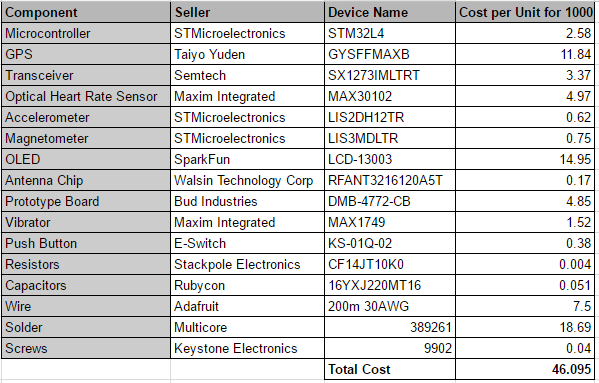 Component Seller Device Name Cost per Unit for 1000
Microcontroller STMicroelectronics STM32L4 2.58
GPS Taiyo Yuden GYSFFMAXB 11.84
Transceiver Semtech SX1273IMLTRT 3.37
Optical Heart Rate Sensor Maxim Integrated MAX30102 4.97
Accelerometer STMicroelectronics LIS2DH12TR 0.62
Magnetometer STMicroelectronics LIS3MDLTR 0.75
OLED SparkFun LCD-13003 14.95
Antenna Chip Walsin Technology Corp RFANT3216120A5T 0.17
Prototype Board Bud Industries DMB-4772-CB 4.85
Vibrator Maxim Integrated MAX1749 1.52
Push Button E-Switch KS-01Q-02 0.38
Resistors Stackpole Electronics CF14JT10K0 0.004
Capacitors Rubycon 16YXJ220MT16 0.051
Wire Adafruit 200m 30AWG 7.5
Solder Multicore 389261 18.69
Screws Keystone Electronics 9902 0.04
Total Cost 46.095